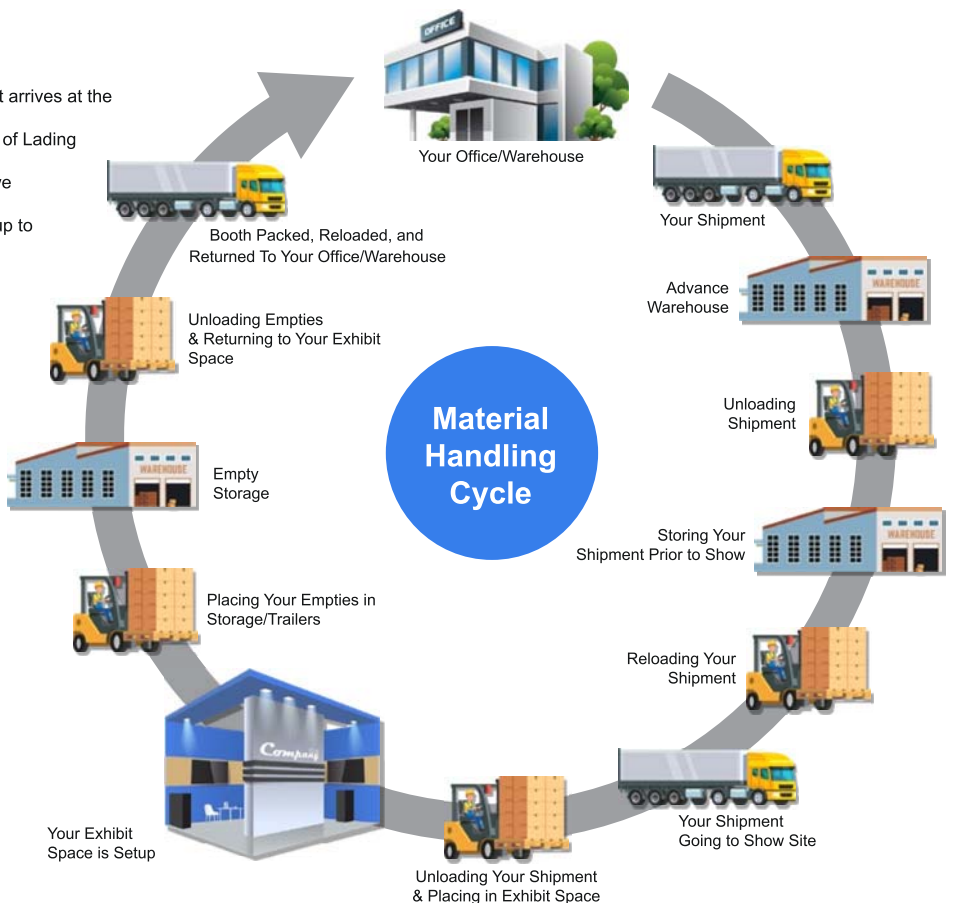 t arrives at the
of Lading
up to
OFFICE
Your Office/Warehouse
Your Shipment
Advance
Warehouse
WAREHOUSE
Unloading
Shipment
Storing Your
Shipment Prior to Show
WAREHOUSE
Reloading Your
Shipment
Your Shipment
Going to Show Site
Unloading Your Shipment
& Placing in Exhibit Space
Company
Your Exhibit
Space is Setup
Placing Your Empties in
Storage/Trailers
WAREHOUSE
Empty
Storage
Unloading Empties
& Returning to Your Exhibit
Space
Booth Packed, Reloaded, and
Returned To Your Office/Warehouse
Material
Handling
Cycle